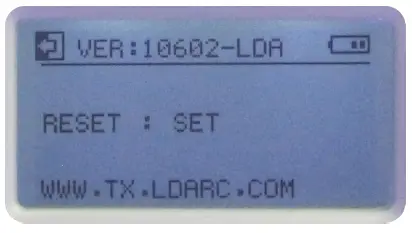 VER:10602-LDA
RESET : SET
WWW.TX.LDARC.COM